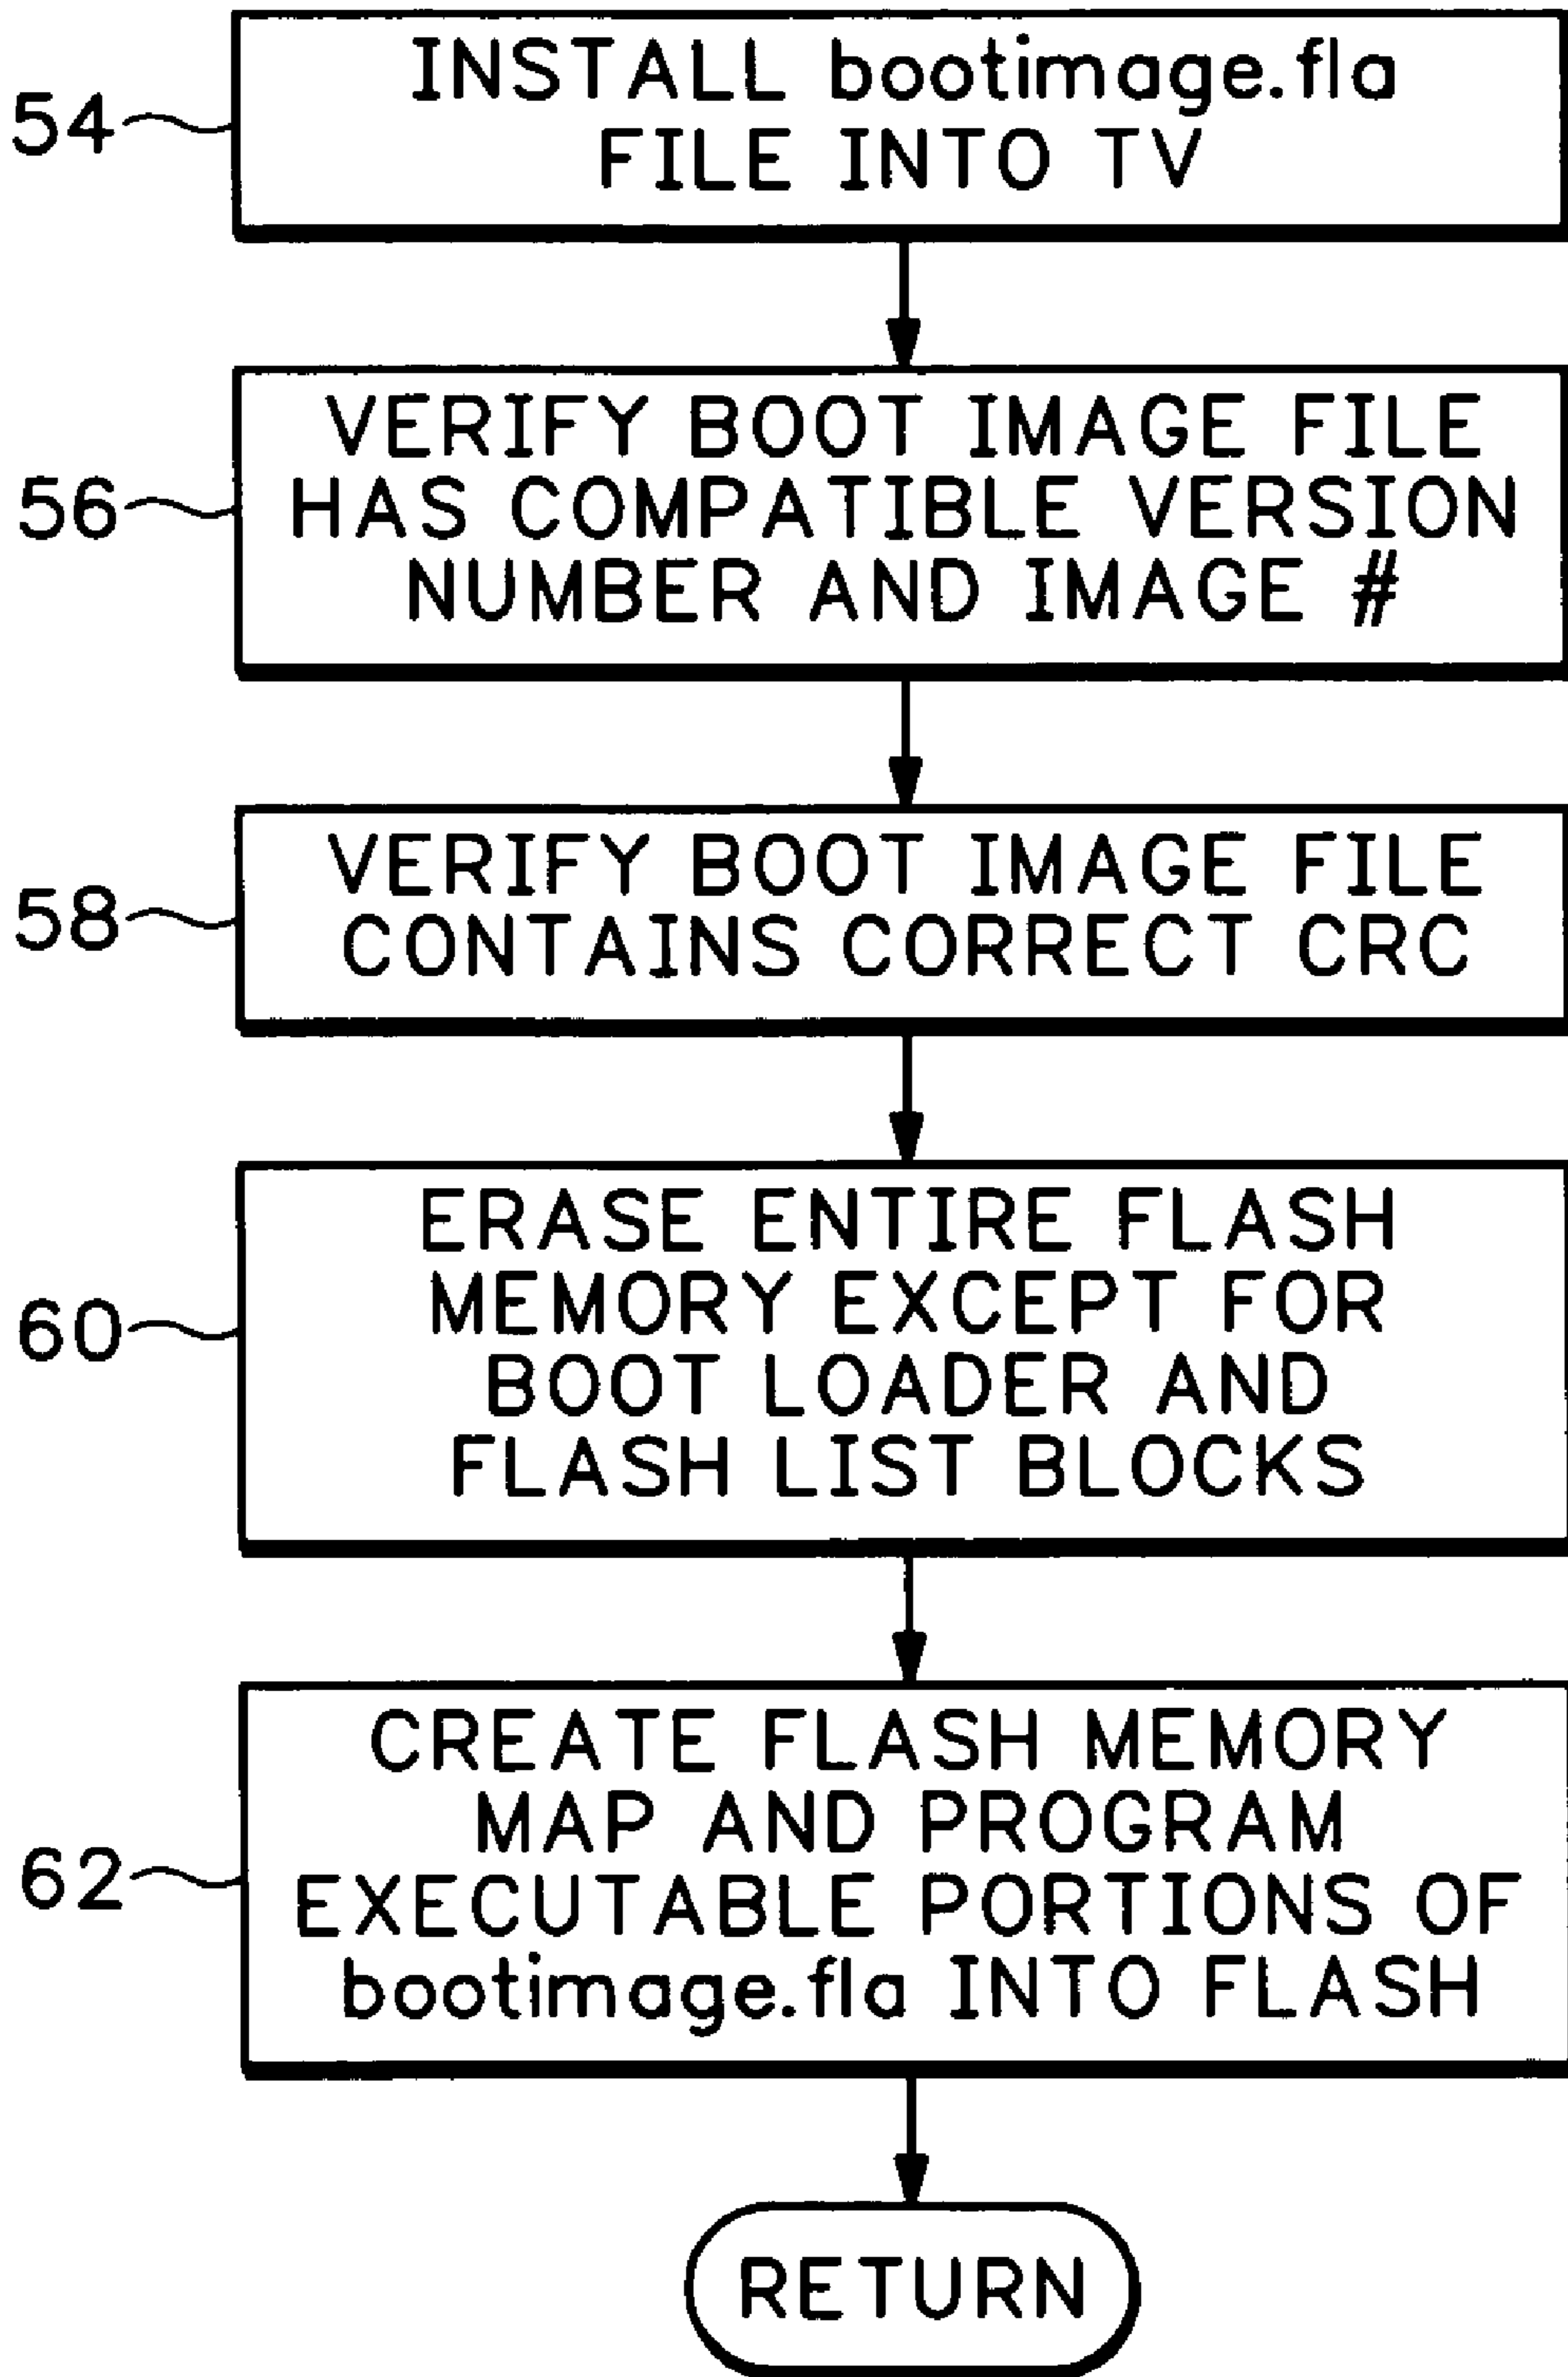 54
INSTALL bootimage.fla
FILE INTO TV
56
VERIFY BOOT IMAGE FILE
HAS COMPATIBLE VERSION
NUMBER AND IMAGE #
58
VERIFY BOOT IMAGE FILE
CONTAINS CORRECT CRC
60
ERASE ENTIRE FLASH
MEMORY EXCEPT FOR
BOOT LOADER AND
FLASH LIST BLOCKS
62
CREATE FLASH MEMORY
MAP AND PROGRAM
EXECUTABLE PORTIONS OF
bootimage.fla INTO FLASH
RETURN